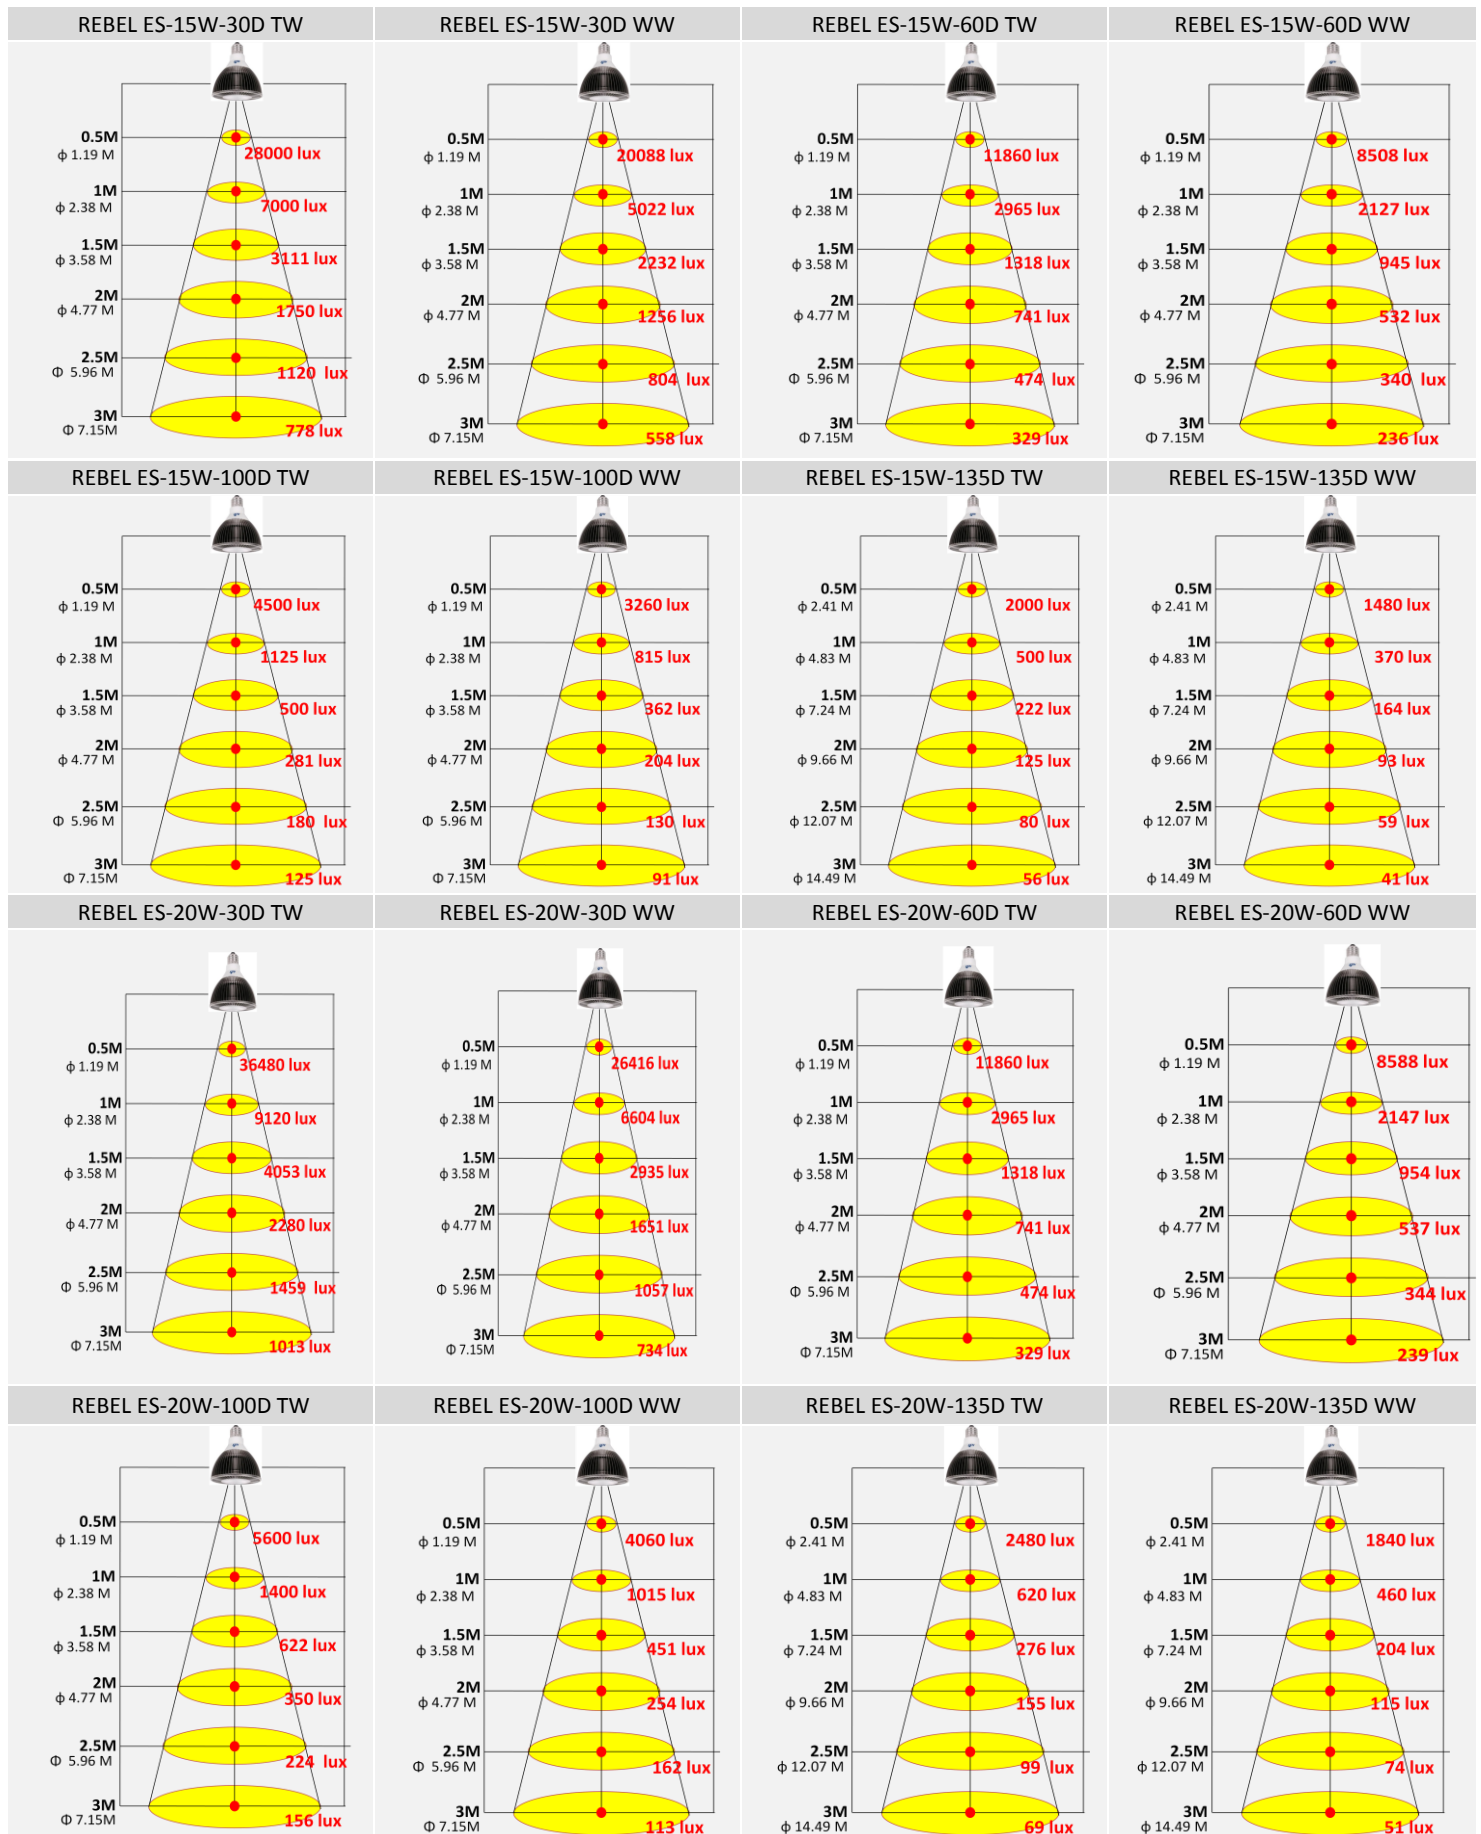 REBEL ES-15W-30D TW
0.5M
ϕ 1.19 M
28000 lux
1M
ϕ 2.38 M
7000 lux
1.5M
ϕ 3.58 M
3111 lux
2M
ϕ 4.77 M
1750 lux
2.5M
Φ 5.96 M
1120 lux
3M
Φ 7.15M
778 lux
REBEL ES-15W-30D WW
0.5M
ϕ 1.19 M
20088 lux
1M
ϕ 2.38 M
5022 lux
1.5M
ϕ 3.58 M
2232 lux
2M
ϕ 4.77 M
1256 lux
2.5M
Φ 5.96 M
804 lux
3M
Φ 7.15M
558 lux
REBEL ES-15W-60D TW
0.5M
ϕ 1.19 M
11860 lux
1M
ϕ 2.38 M
2965 lux
1.5M
ϕ 3.58 M
1318 lux
2M
ϕ 4.77 M
741 lux
2.5M
Φ 5.96 M
474 lux
3M
Φ 7.15M
329 lux
REBEL ES-15W-60D WW
0.5M
ϕ 1.19 M
8508 lux
1M
ϕ 2.38 M
2127 lux
1.5M
ϕ 3.58 M
945 lux
2M
ϕ 4.77 M
532 lux
2.5M
Φ 5.96 M
340 lux
3M
Φ 7.15M
236 lux
REBEL ES-15W-100D TW
0.5M
ϕ 1.19 M
4500 lux
1M
ϕ 2.38 M
1125 lux
1.5M
ϕ 3.58 M
500 lux
2M
ϕ 4.77 M
281 lux
2.5M
Φ 5.96 M
180 lux
3M
Φ 7.15M
125 lux
REBEL ES-15W-100D WW
0.5M
ϕ 1.19 M
3260 lux
1M
ϕ 2.38 M
815 lux
1.5M
ϕ 3.58 M
362 lux
2M
ϕ 4.77 M
204 lux
2.5M
Φ 5.96 M
130 lux
3M
Φ 7.15M
91 lux
REBEL ES-15W-135D TW
0.5M
ϕ 2.41 M
2000 lux
1M
ϕ 4.83 M
500 lux
1.5M
ϕ 7.24 M
222 lux
2M
ϕ 9.66 M
125 lux
2.5M
ϕ 12.07 M
80 lux
3M
ϕ 14.49 M
56 lux
REBEL ES-15W-135D WW
0.5M
ϕ 2.41 M
1480 lux
1M
ϕ 4.83 M
370 lux
1.5M
ϕ 7.24 M
164 lux
2M
ϕ 9.66 M
93 lux
2.5M
ϕ 12.07 M
59 lux
3M
ϕ 14.49 M
41 lux
REBEL ES-20W-30D TW
0.5M
ϕ 1.19 M
36480 lux
1M
ϕ 2.38 M
9120 lux
1.5M
ϕ 3.58 M
4053 lux
2M
ϕ 4.77 M
2280 lux
2.5M
Φ 5.96 M
1459 lux
3M
Φ 7.15M
1013 lux
REBEL ES-20W-30D WW
0.5M
ϕ 1.19 M
26416 lux
1M
ϕ 2.38 M
6604 lux
1.5M
ϕ 3.58 M
2935 lux
2M
ϕ 4.77 M
1651 lux
2.5M
Φ 5.96 M
1057 lux
3M
Φ 7.15M
734 lux
REBEL ES-20W-60D TW
0.5M
ϕ 1.19 M
11860 lux
1M
ϕ 2.38 M
2965 lux
1.5M
ϕ 3.58 M
1318 lux
2M
ϕ 4.77 M
741 lux
2.5M
Φ 5.96 M
474 lux
3M
Φ 7.15M
329 lux
REBEL ES-20W-60D WW
0.5M
ϕ 1.19 M
8588 lux
1M
ϕ 2.38 M
2147 lux
1.5M
ϕ 3.58 M
954 lux
2M
ϕ 4.77 M
537 lux
2.5M
Φ 5.96 M
344 lux
3M
Φ 7.15M
239 lux
REBEL ES-20W-100D TW
0.5M
ϕ 1.19 M
5600 lux
1M
ϕ 2.38 M
1400 lux
1.5M
ϕ 3.58 M
622 lux
2M
ϕ 4.77 M
350 lux
2.5M
Φ 5.96 M
224 lux
3M
Φ 7.15M
156 lux
REBEL ES-20W-100D WW
0.5M
ϕ 1.19 M
4060 lux
1M
ϕ 2.38 M
1015 lux
1.5M
ϕ 3.58 M
451 lux
2M
ϕ 4.77 M
254 lux
2.5M
Φ 5.96 M
162 lux
3M
Φ 7.15M
113 lux
REBEL ES-20W-135D TW
0.5M
ϕ 2.41 M
2480 lux
1M
ϕ 4.83 M
620 lux
1.5M
ϕ 7.24 M
276 lux
2M
ϕ 9.66 M
155 lux
2.5M
ϕ 12.07 M
99 lux
3M
ϕ 14.49 M
69 lux
REBEL ES-20W-135D WW
0.5M
ϕ 2.41 M
1840 lux
1M
ϕ 4.83 M
460 lux
1.5M
ϕ 7.24 M
204 lux
2M
ϕ 9.66 M
115 lux
2.5M
ϕ 12.07 M
74 lux
3M
ϕ 14.49 M
51 lux